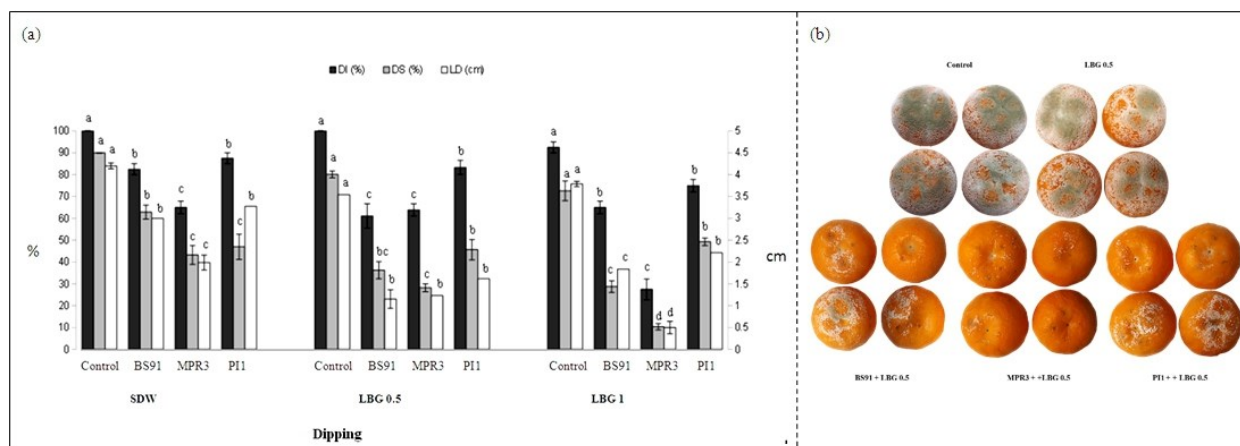 (a)
DI (%) DS (%) LD (cm)
100
90
80
70
60
50
40
30
20
10
0
%
5
4.5
4
3.5
3
2.5
2
1.5
1
0.5
0
cm
a a a b b b c c c b c b
a a a b bc b c c b b b b
a a a b c b c d d b b b
Control BS91 MPR3 PI1 Control BS91 MPR3 PI1 Control BS91 MPR3 PI1
SDW LBG 0.5 LBG 1
Dipping
(b)
Control LBG 0.5
BS91 + LBG 0.5 MPR3 + +LBG 0.5 PI1 + + LBG 0.5